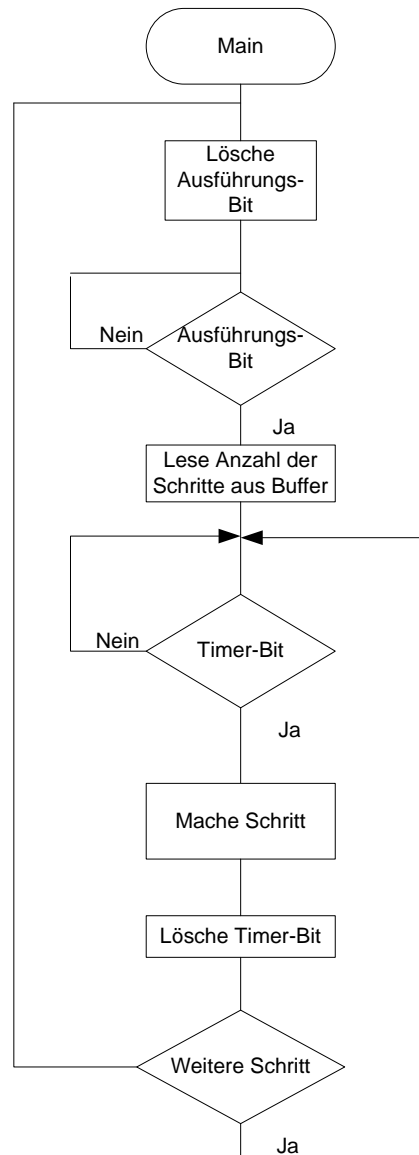 Main
Lösche
Ausführungs-
Bit
Nein
Ausführungs-
Bit
Ja
Lese Anzahl der
Schritte aus Buffer
Nein
Timer-Bit
Ja
Mache Schritt
Lösche Timer-Bit
Weitere Schritt
Ja